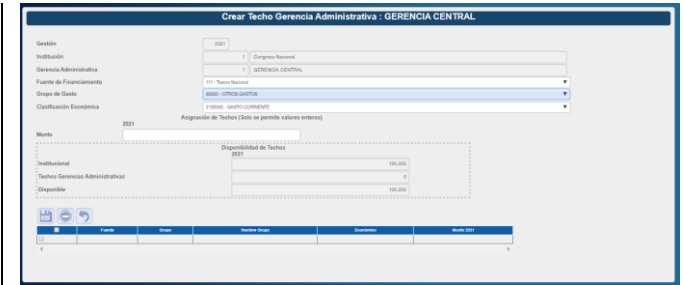 Crear Techo Gerencia Administrativa : GERENCIA CENTRAL
Gestión 2021
Institución 1 Congreso Nacional
Gerencia Administrativa 1 GERENCIA CENTRAL
Fuente de Financiamiento 111 - Tesoro Nacional
Grupo de Gasto 90000 - OTROS GASTOS
Clasificación Económica 2100000 - GASTO CORRIENTE
Asignación de Techos (Solo se permite valores enteros)
2021
Monto
Disponibilidad de Techos
2021
Institucional 100,000
Techos Gerencias Administrativas 0
Disponible 100,000
Fuente Grupo Nombre Grupo Económico Monto 2021